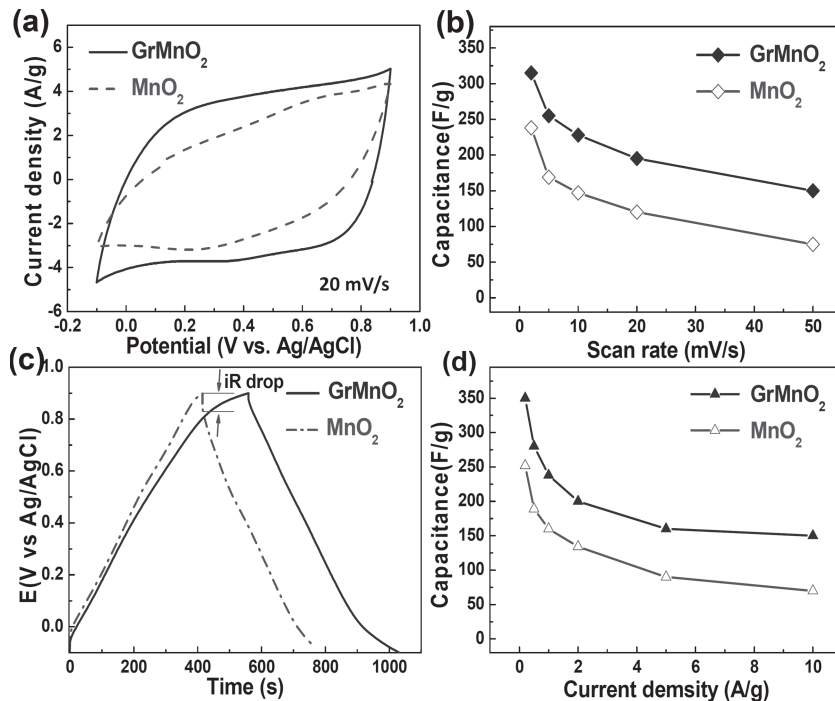 (a)
GrMnO2
MnO2
Current density (A/g)
6
4
2
0
-2
-4
-6
20 mV/s
-0.2 0.0 0.2 0.4 0.6 0.8 1.0
Potential (V vs. Ag/AgCl)
(b)
GrMnO2
MnO2
Capacitance(F/g)
350
300
250
200
150
100
50
0
0 10 20 30 40 50
Scan rate (mV/s)
(c)
iR drop
GrMnO2
MnO2
E(V vs Ag/AgCl)
1.0
0.8
0.6
0.4
0.2
0.0
0 200 400 600 800 1000
Time (s)
(d)
GrMnO2
MnO2
Capacitance(F/g)
350
300
250
200
150
100
50
0
0 2 4 6 8 10
Current demsity (A/g)